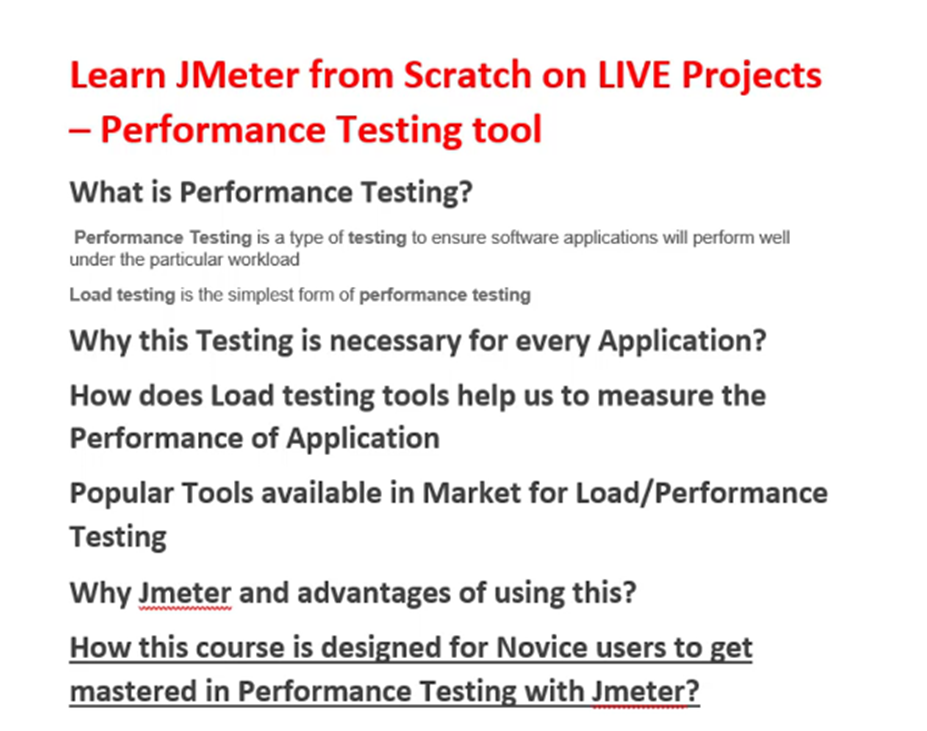 Learn JMeter from Scratch on LIVE Projects
– Performance Testing tool
What is Performance Testing?
Performance Testing is a type of testing to ensure software applications will perform well
under the particular workload
Load testing is the simplest form of performance testing
Why this Testing is necessary for every Application?
How does Load testing tools help us to measure the
Performance of Application
Popular Tools available in Market for Load/Performance
Testing
Why Jmeter and advantages of using this?
How this course is designed for Novice users to get
mastered in Performance Testing with Jmeter?